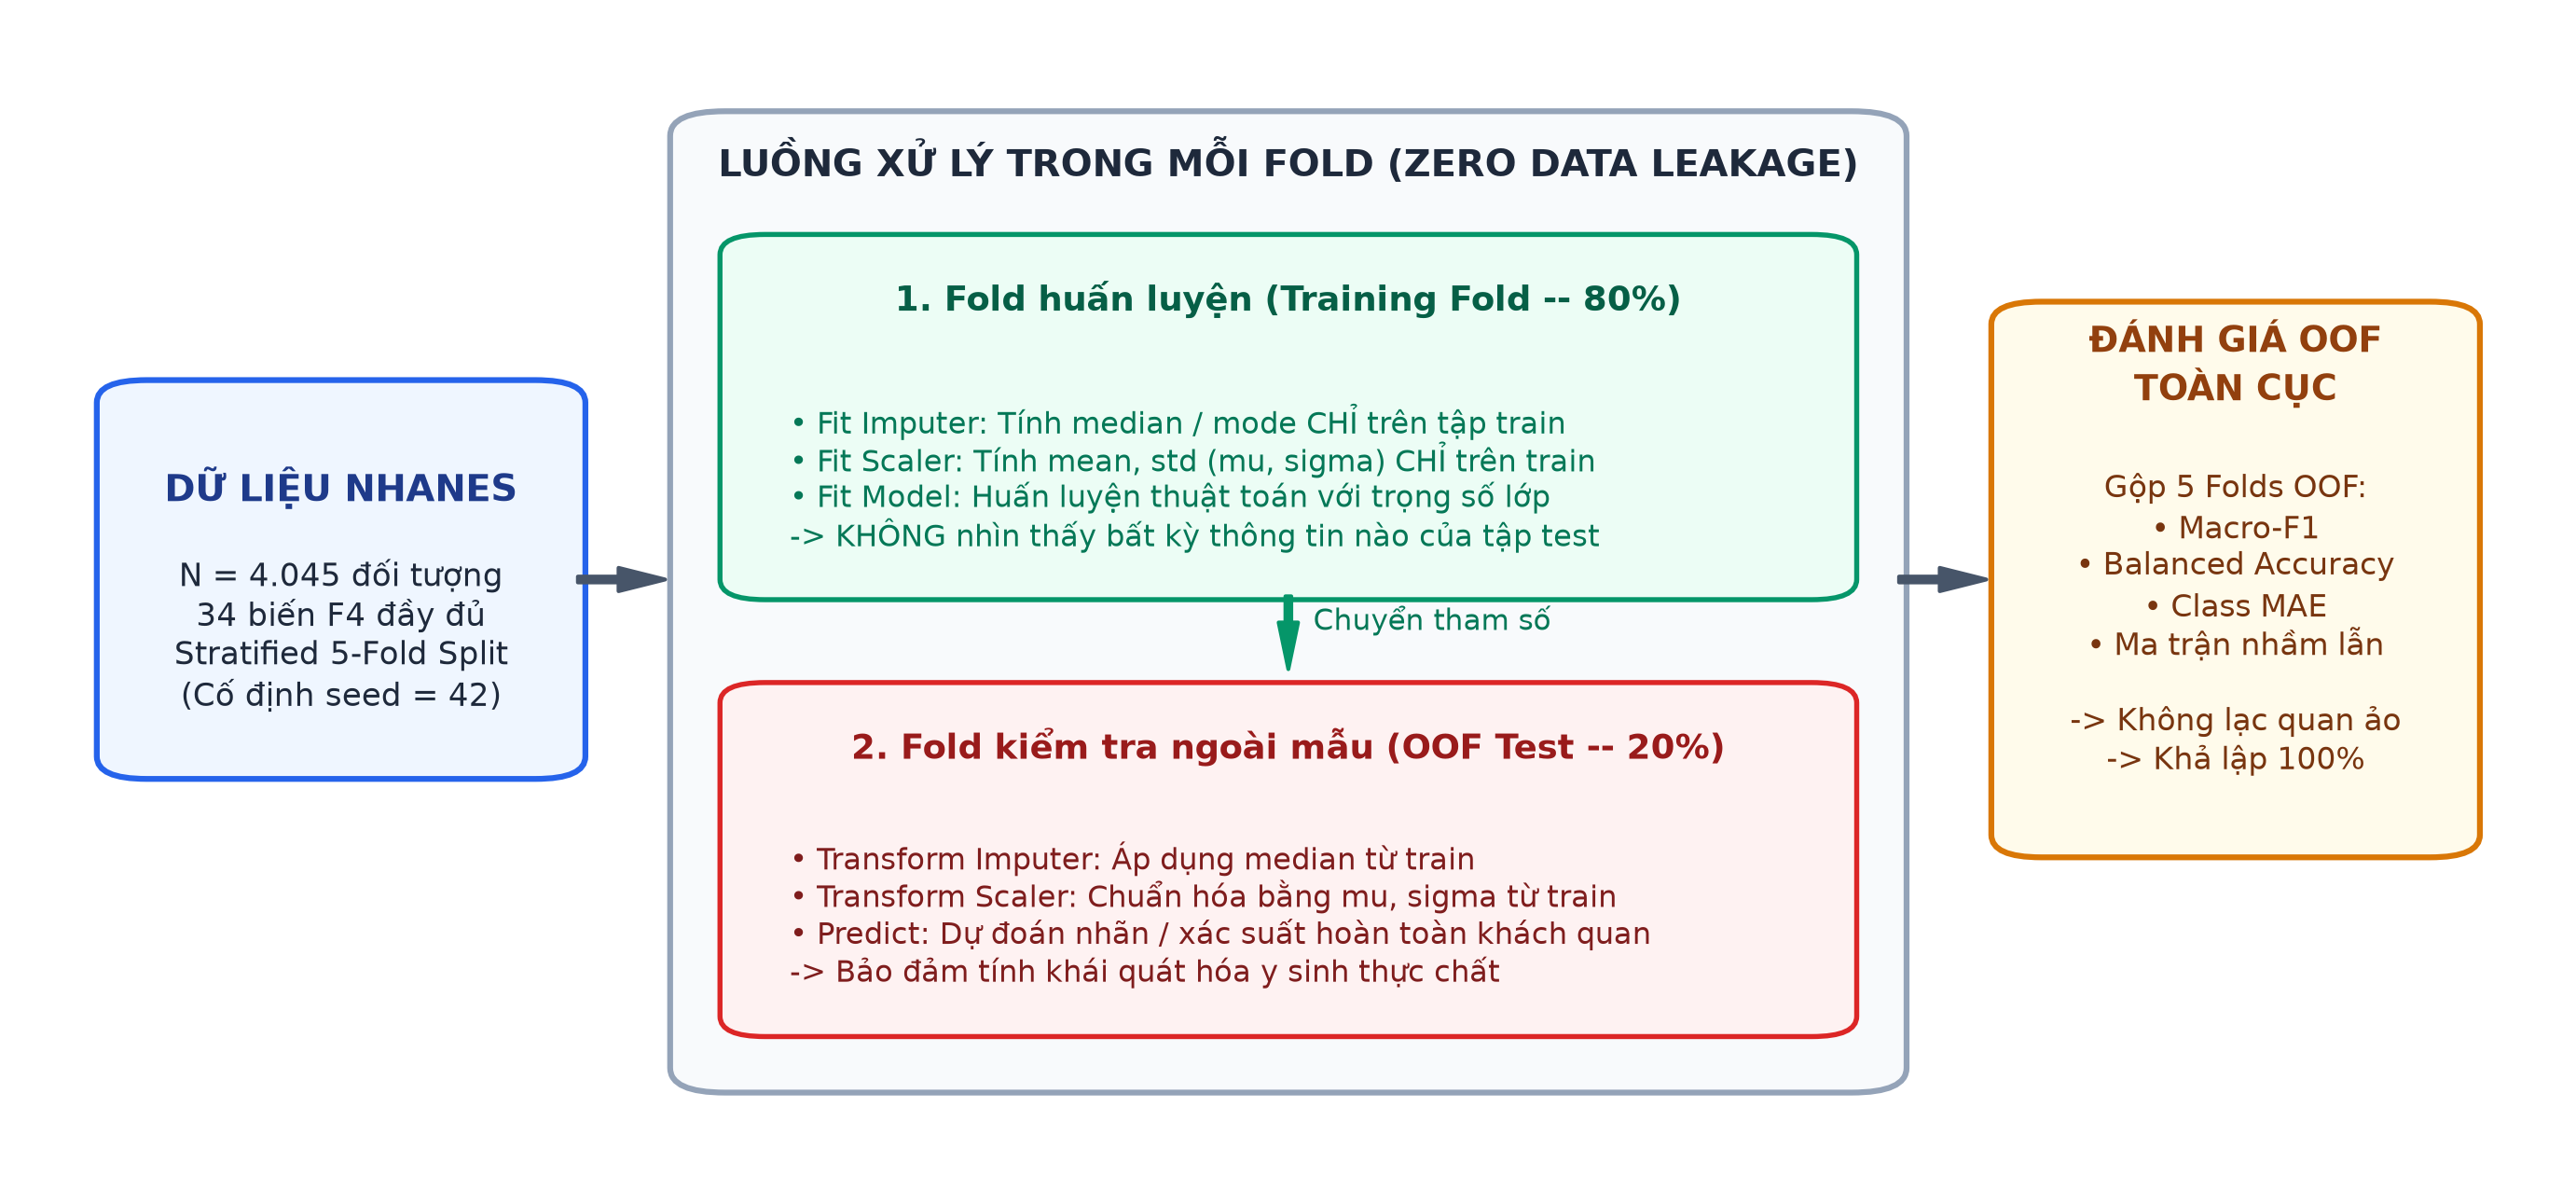 DỮ LIỆU NHANES
N = 4.045 đối tượng
34 biến F4 đầy đủ
Stratified 5-Fold Split
(Cố định seed = 42)
LUỒNG XỬ LÝ TRONG MỖI FOLD (ZERO DATA LEAKAGE)
1. Fold huấn luyện (Training Fold -- 80%)
• Fit Imputer: Tính median / mode CHỈ trên tập train
• Fit Scaler: Tính mean, std (mu, sigma) CHỈ trên train
• Fit Model: Huấn luyện thuật toán với trọng số lớp
-> KHÔNG nhìn thấy bất kỳ thông tin nào của tập test
Chuyển tham số
2. Fold kiểm tra ngoài mẫu (OOF Test -- 20%)
• Transform Imputer: Áp dụng median từ train
• Transform Scaler: Chuẩn hóa bằng mu, sigma từ train
• Predict: Dự đoán nhãn / xác suất hoàn toàn khách quan
-> Bảo đảm tính khái quát hóa y sinh thực chất
ĐÁNH GIÁ OOF
TOÀN CỤC
Gộp 5 Folds OOF:
• Macro-F1
• Balanced Accuracy
• Class MAE
• Ma trận nhầm lẫn
-> Không lạc quan ảo
-> Khả lập 100%